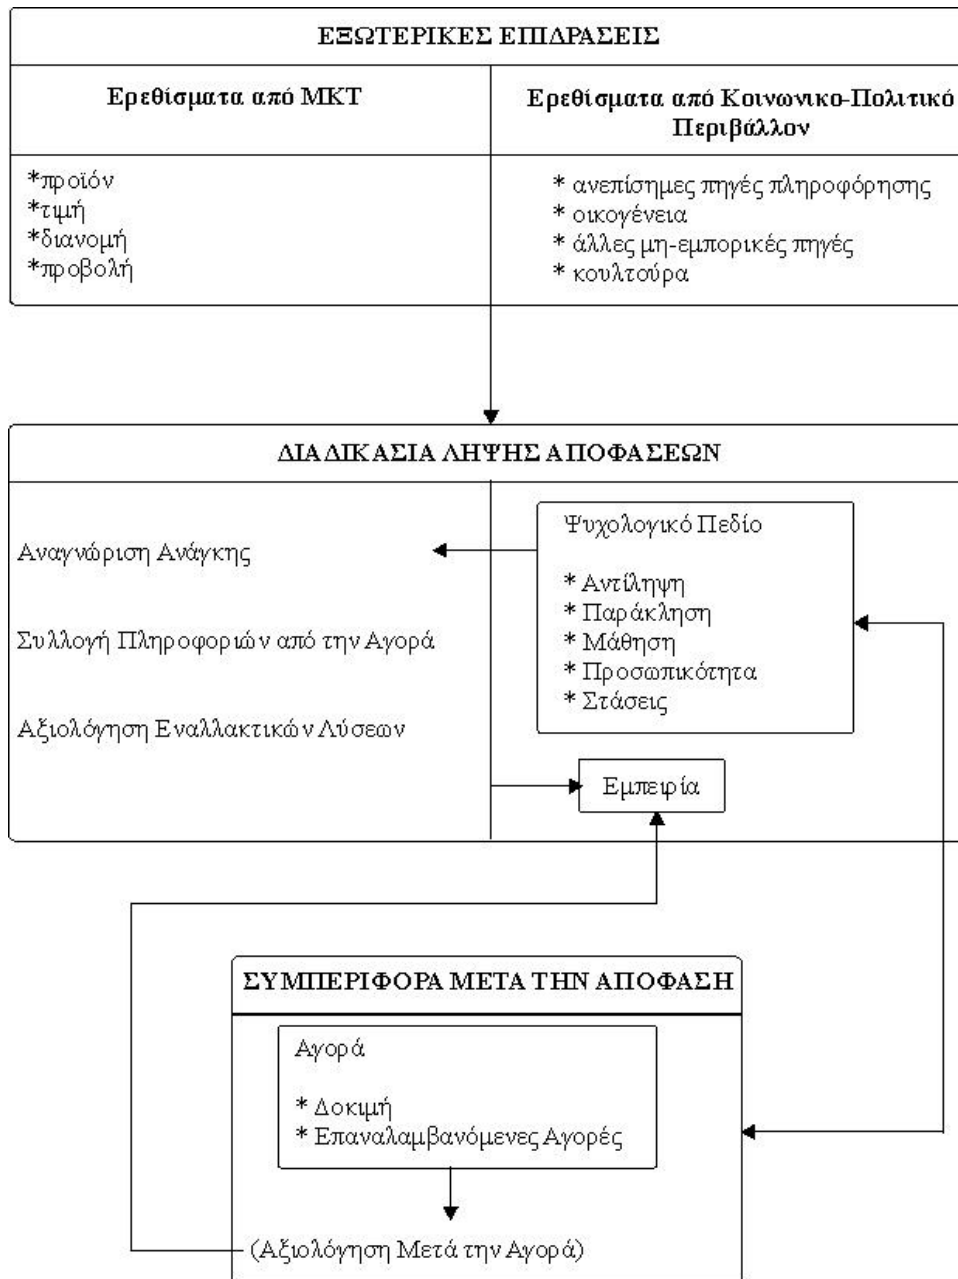 ΕΞΩΤΕΡΙΚΕΣ ΕΠΙΔΡΑΣΕΙΣ
Ερεθίσματα από ΜΚΤ
Ερεθίσματα από Κοινωνικο-Πολιτικό
Περιβάλλον
*προϊόν
*τιμή
*διανομή
*προβολή
* ανεπίσημες πηγές πληροφόρησης
* οικογένεια
* άλλες μη-εμπορικές πηγές
* κουλτούρα
ΔΙΑΔΙΚΑΣΙΑ ΛΗΨΗΣ ΑΠΟΦΑΣΕΩΝ
Αναγνώριση Ανάγκης
Συλλογή Πληροφοριών από την Αγορά
Αξιολόγηση Εναλλακτικών Λύσεων
Ψυχολογικό Πεδίο
* Αντίληψη
* Παράκληση
* Μάθηση
* Προσωπικότητα
* Στάσεις
Εμπειρία
ΣΥΜΠΕΡΙΦΟΡΑ ΜΕΤΑ ΤΗΝ ΑΠΟΦΑΣΗ
Αγορά
* Δοκιμή
* Επαναλαμβανόμενες Αγορές
(Αξιολόγηση Μετά την Αγορά)